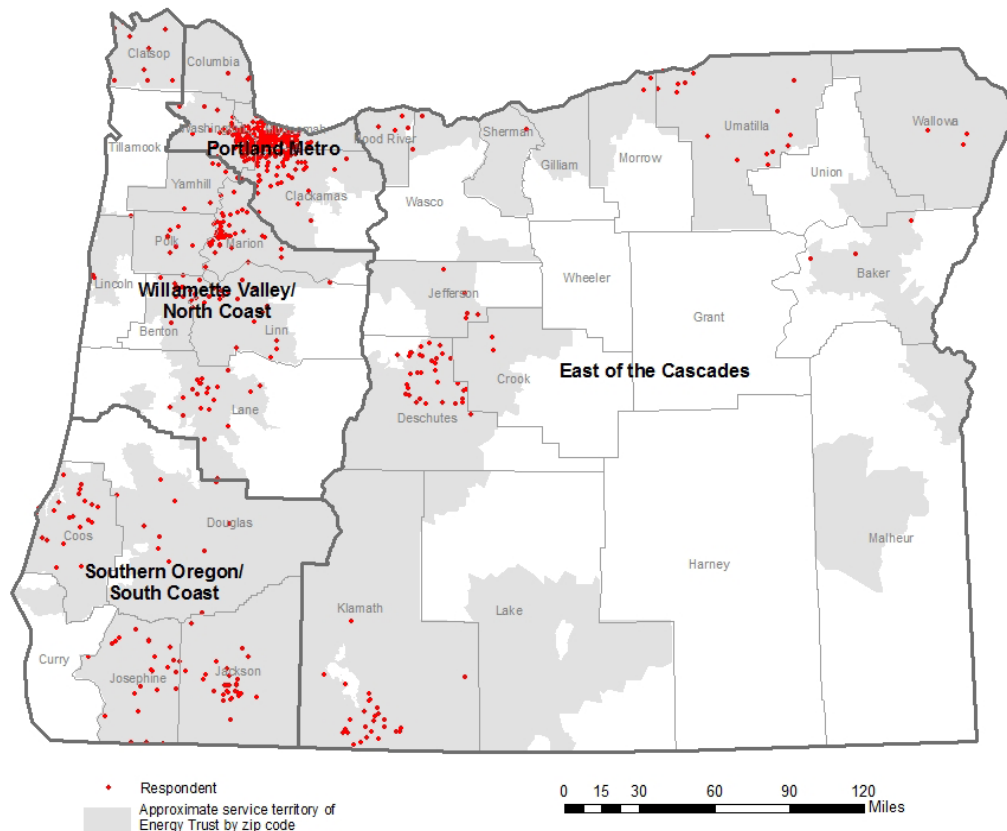 Clatsop
Columbia
Washington
Hood River
Sherman
Wallowa
Portland Metro
Umatilla
Tillamook
Gilliam
Morrow
Union
Yamhill
Clackamas
Wasco
Polk
Marion
Wheeler
Baker
Lincoln
Willamette Valley/
North Coast
Jefferson
Grant
Benton
Linn
East of the Cascades
Crook
Lane
Deschutes
Douglas
Coos
Malheur
Harney
Southern Oregon/
South Coast
Klamath
Lake
Curry
Josephine
Jackson
Respondent
Approximate service territory of
Energy Trust by zip code
0 15 30 60 90 120
Miles